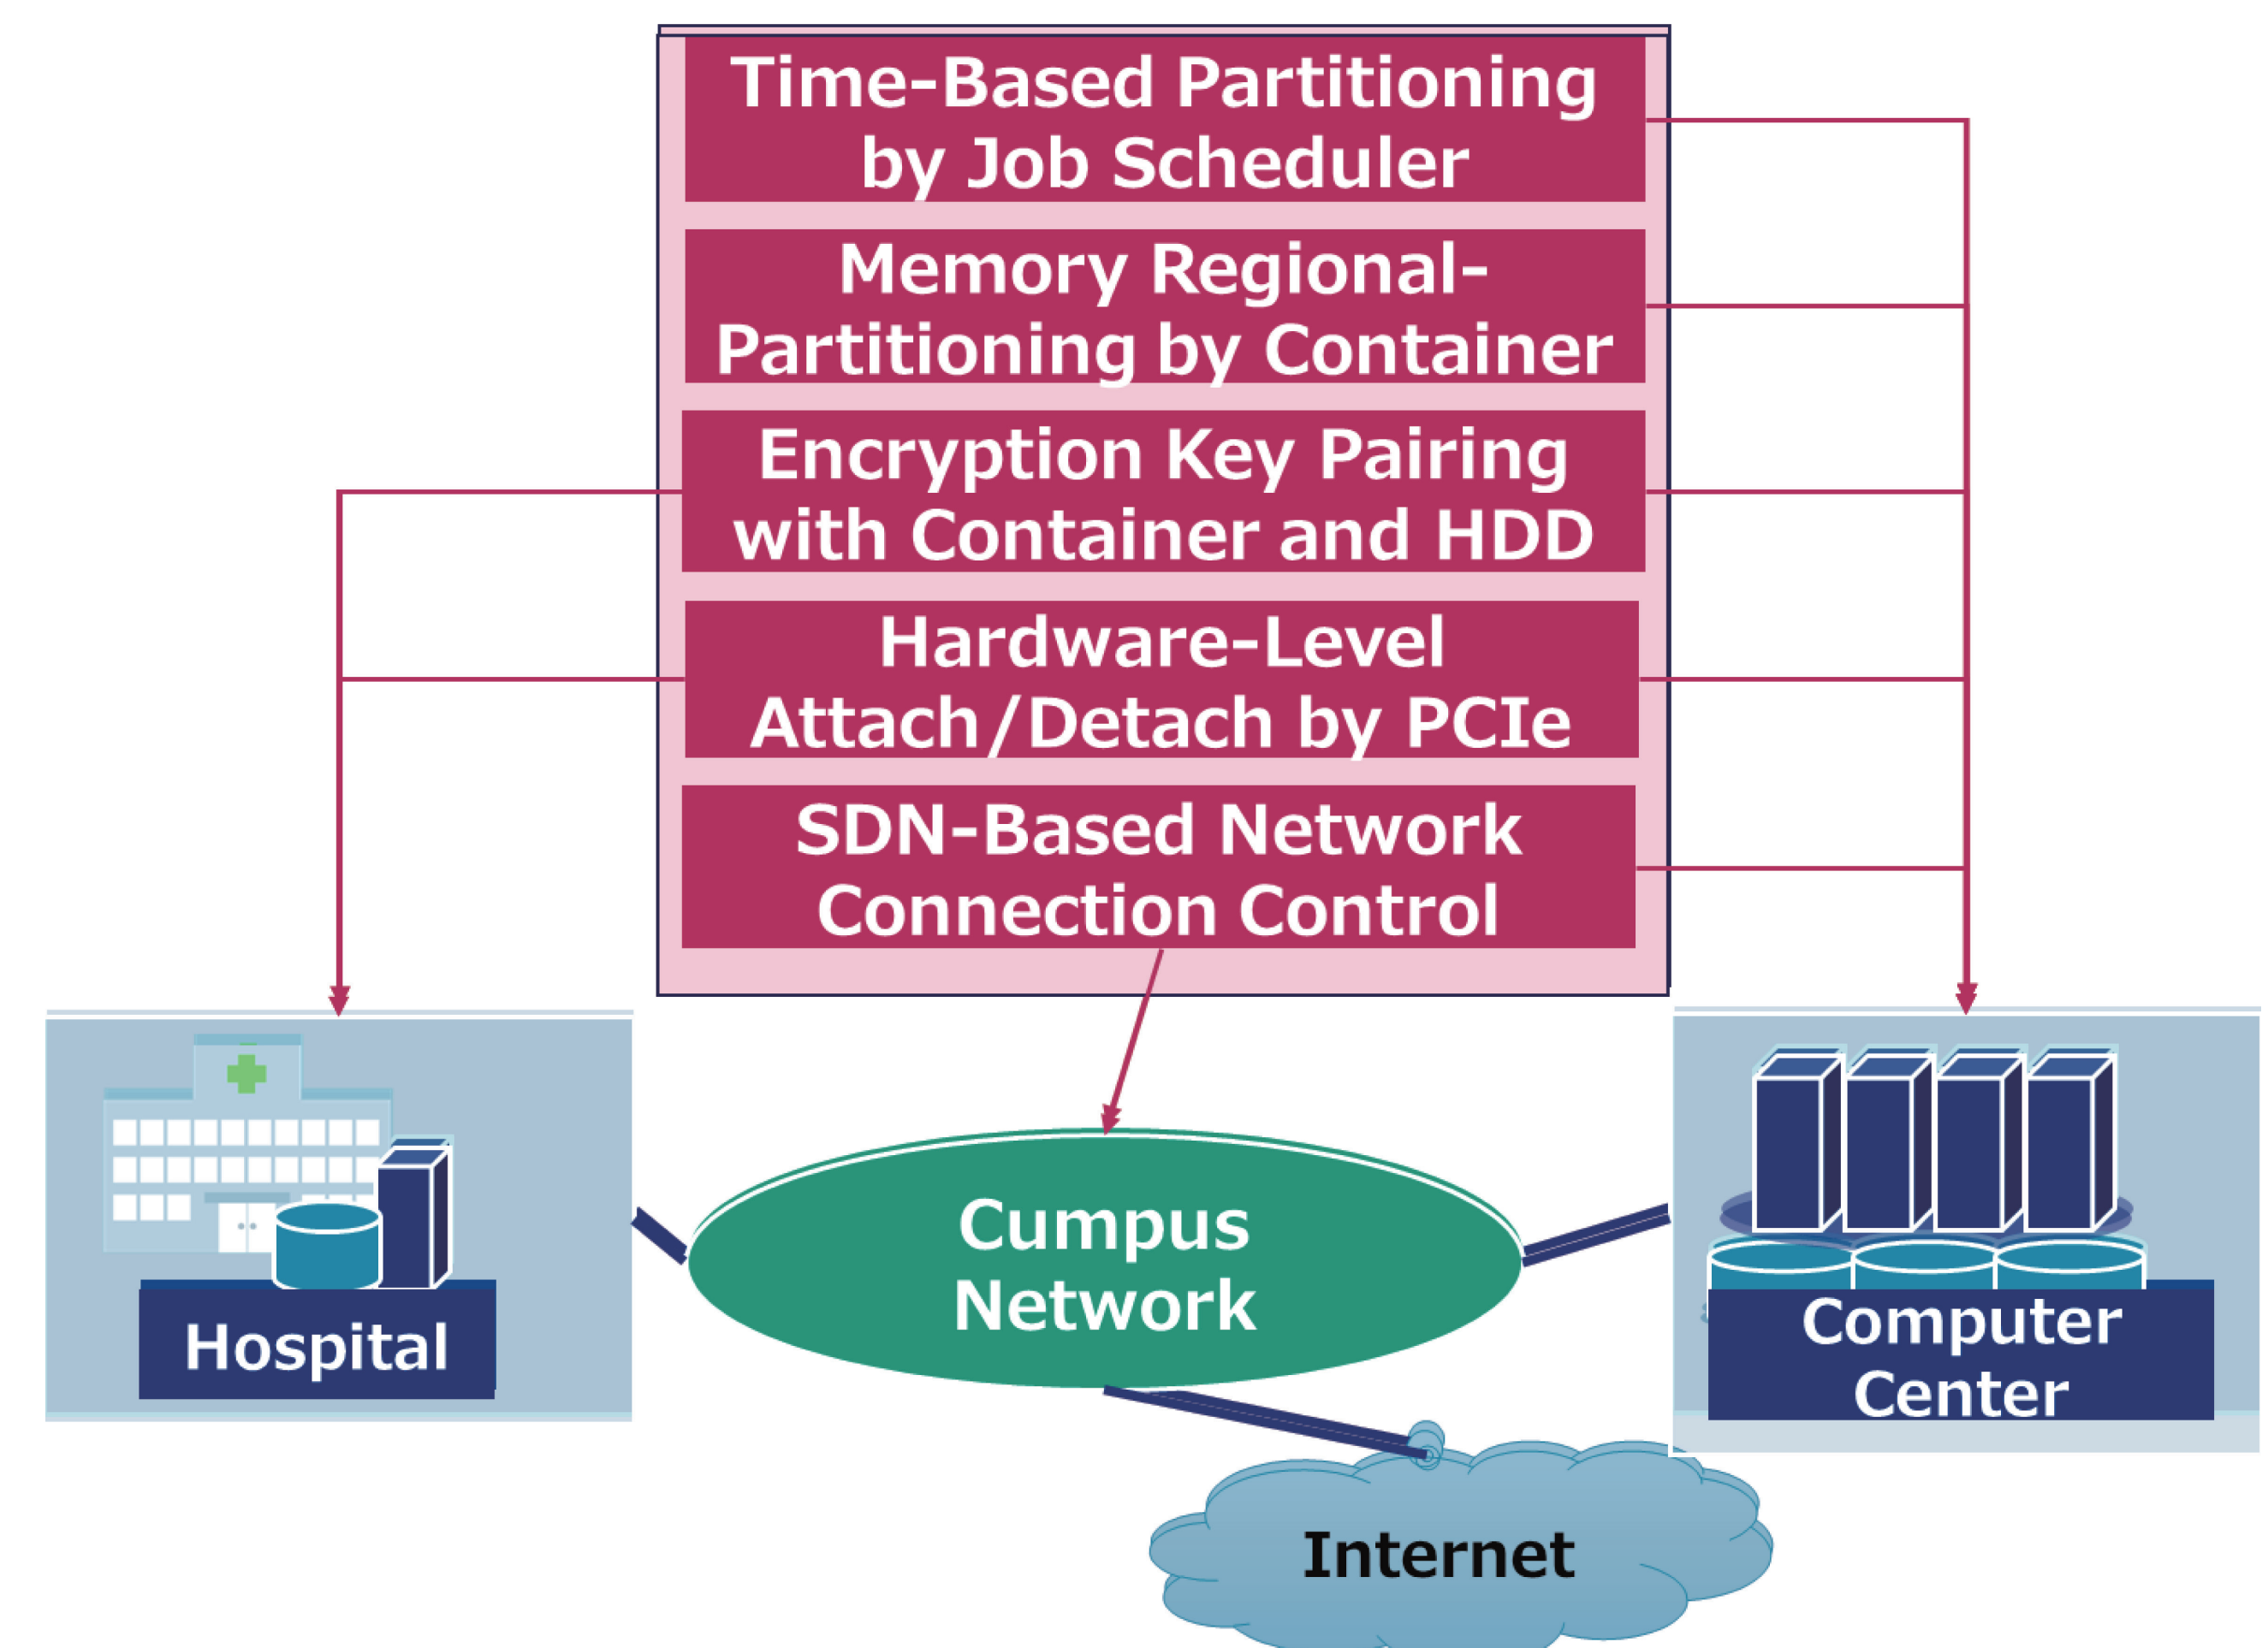 Time-Based Partitioning
by Job Scheduler
Memory Regional-
Partitioning by Container
Encryption Key Pairing
with Container and HDD
Hardware-Level
Attach/Detach by PCIe
SDN-Based Network
Connection Control
Cumpus
Network
Hospital
Computer
Center
Internet